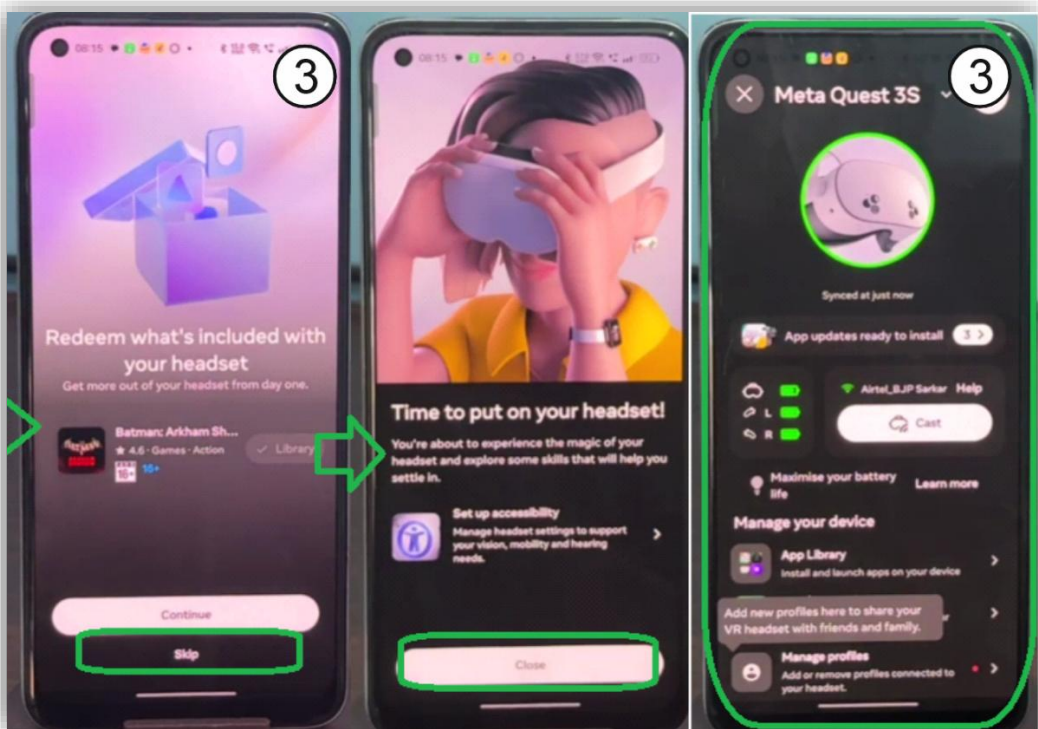 08:15
3
Redeem what's included with
your headset
Get more out of your headset from day one.
Batman: Arkham Sh...
★ 4.6 · Games · Action
✓ Library
16+ 16+
Continue
Skip
08:15
Time to put on your headset!
You're about to experience the magic of your
headset and explore some skills that will help you
settle in.
Set up accessibility
Manage headset settings to support
your vision, mobility and hearing
needs.
Close
3
Meta Quest 3S
Synced at just now
App updates ready to install 3 >
L
R
Airtel_BJP Sarkar Help
Cast
Maximise your battery
life
Learn more
Manage your device
App Library
Install and launch apps on your device
Add new profiles here to share your
VR headset with friends and family.
Manage profiles
Add or remove profiles connected to
your headset.